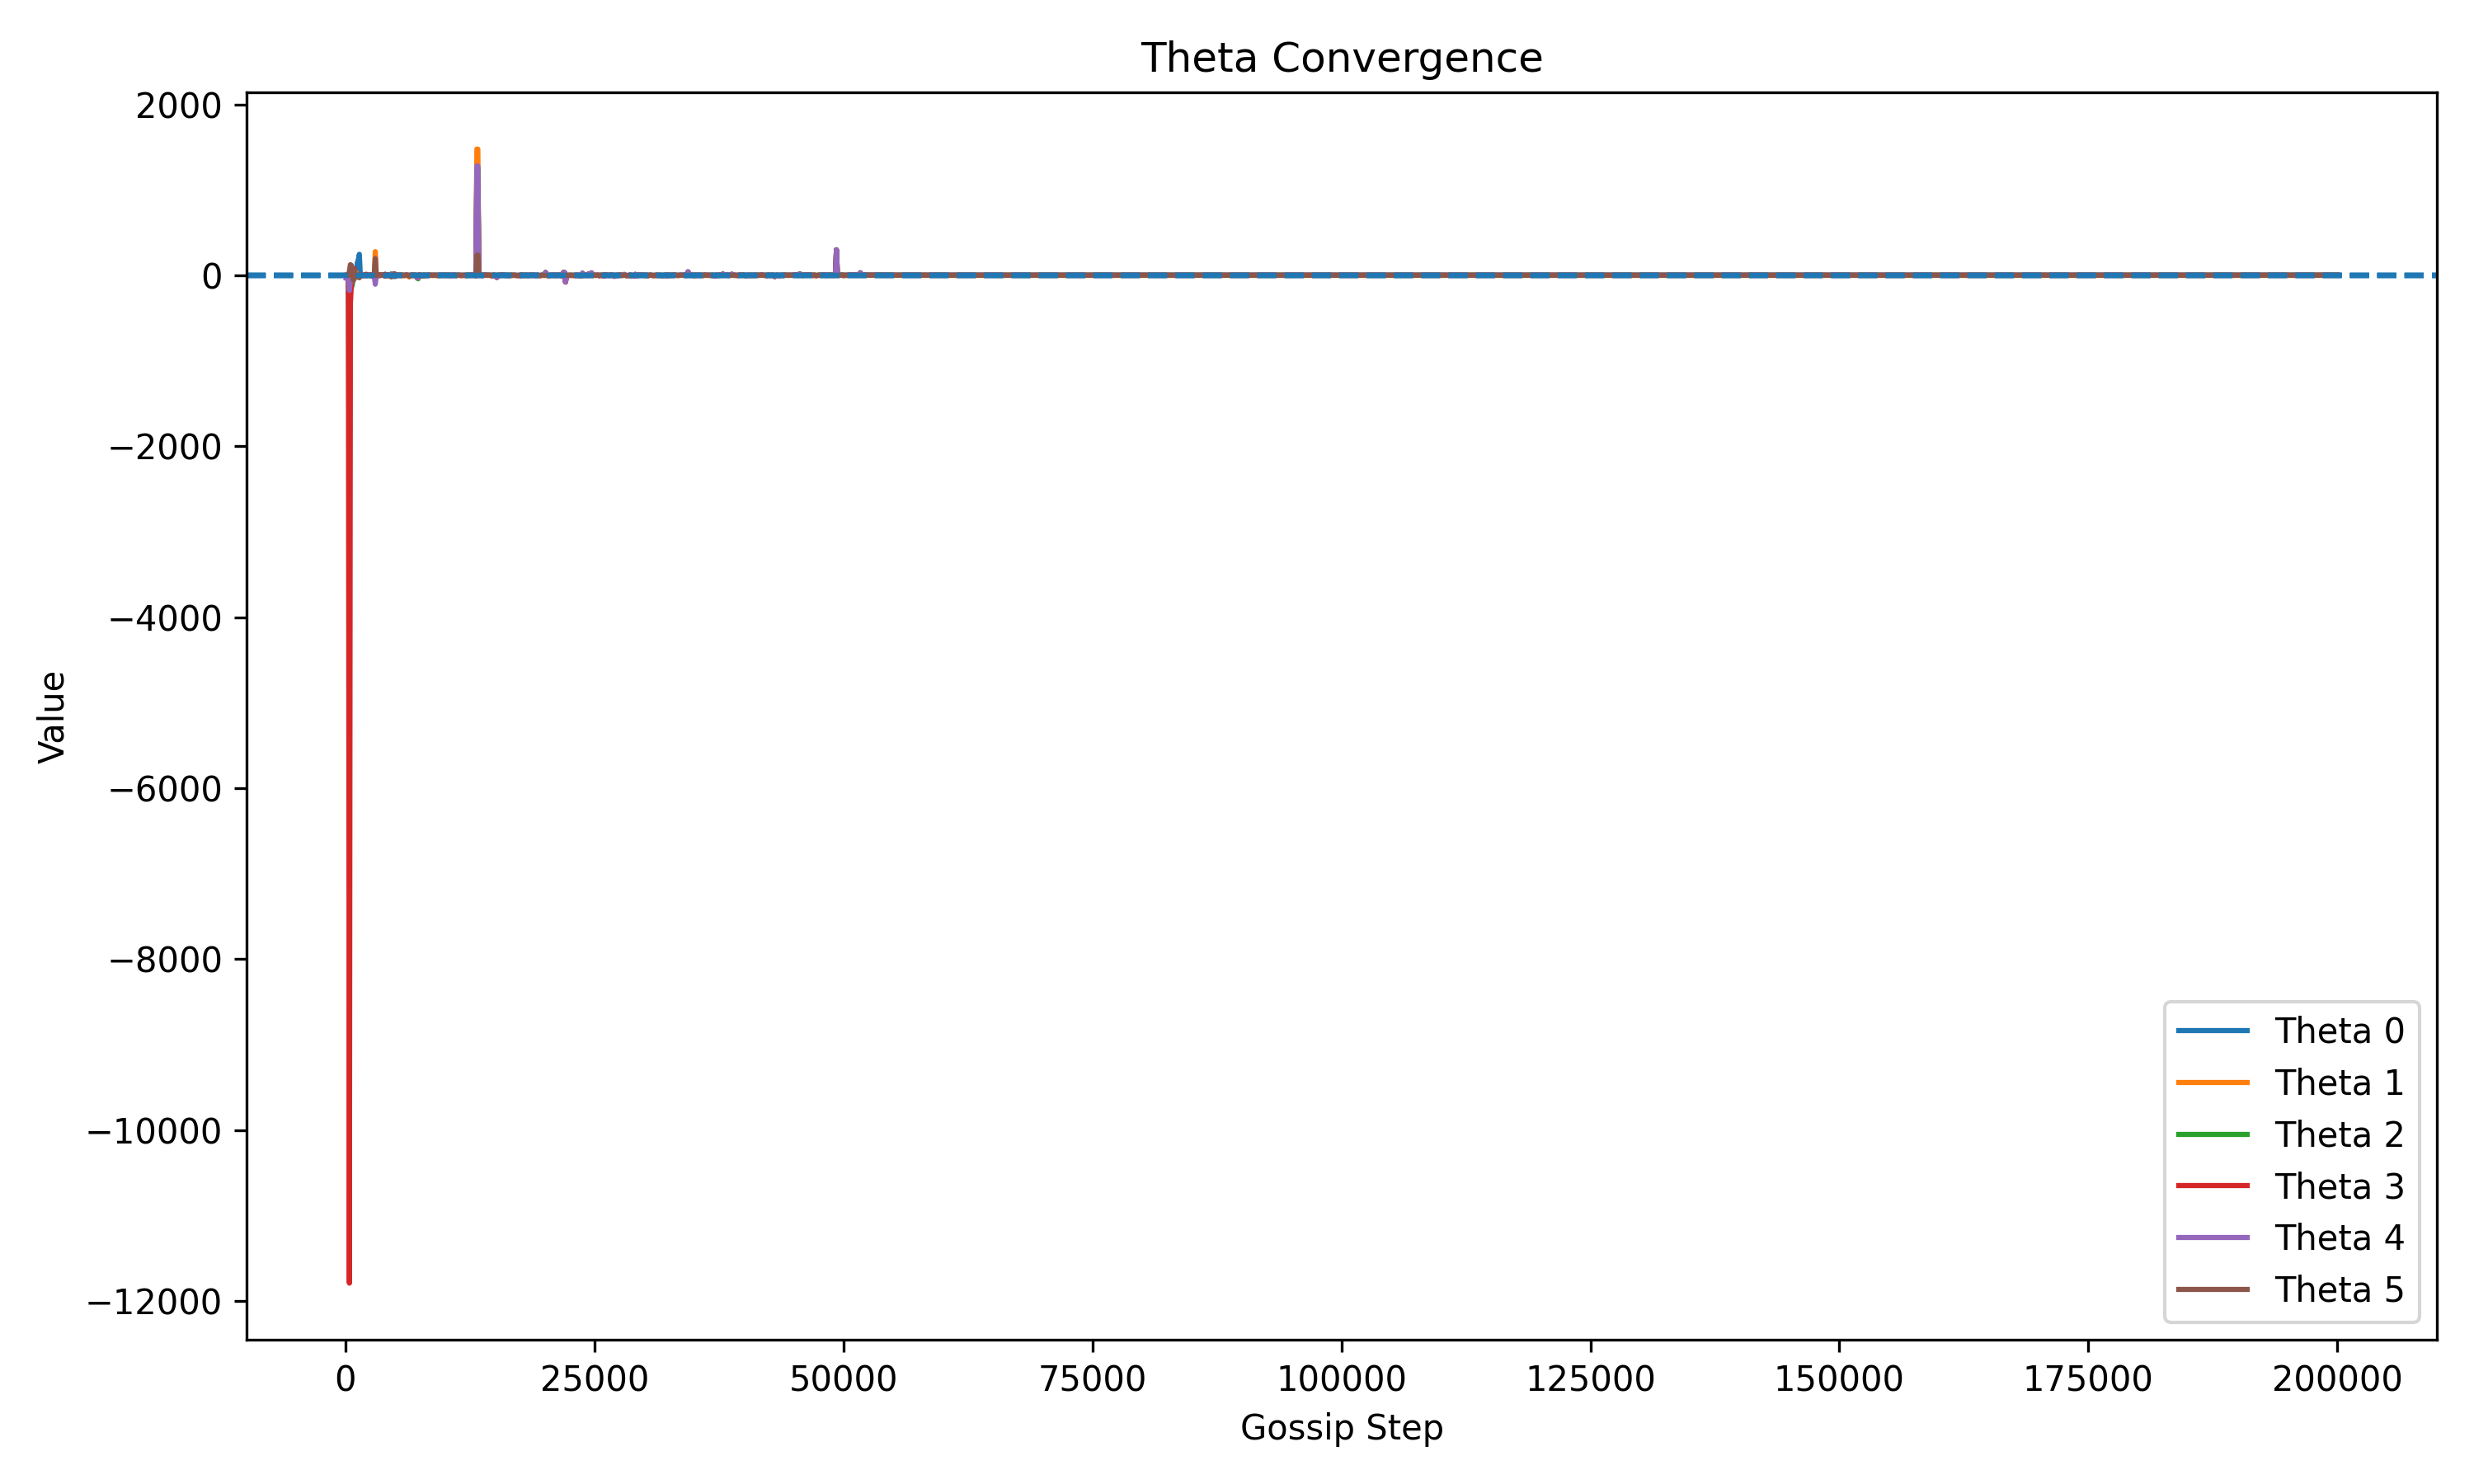 Theta Convergence
2000
0
−2000
−4000
−6000
−8000
−10000
−12000
Value
0 25000 50000 75000 100000 125000 150000 175000 200000
Gossip Step
Theta 0
Theta 1
Theta 2
Theta 3
Theta 4
Theta 5